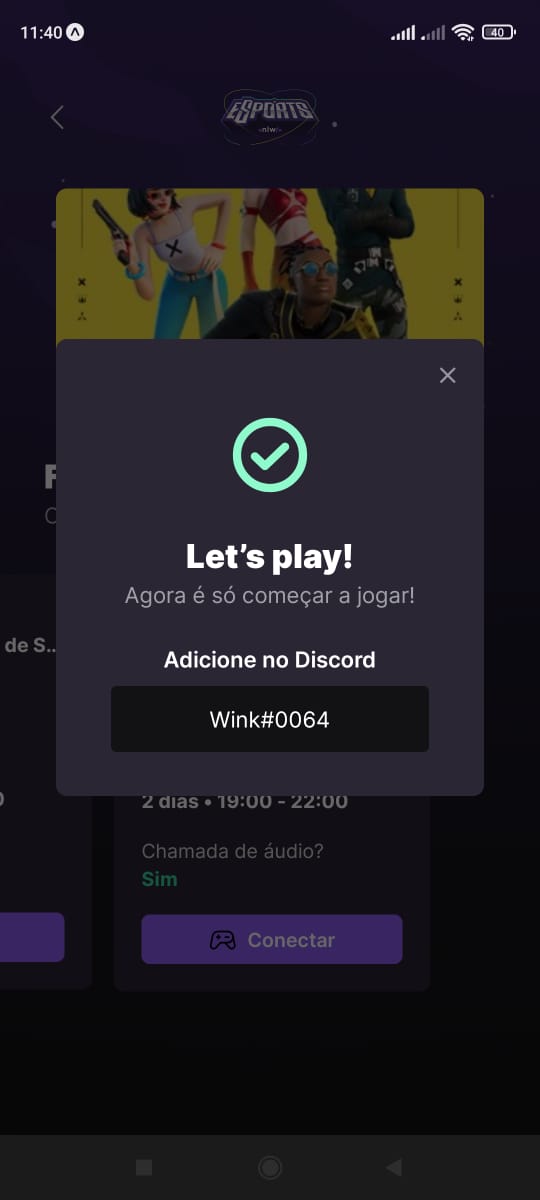 11:40
40
ESPORTS
nlw
F
C
Let’s play!
Agora é só começar a jogar!
de S...
Adicione no Discord
Wink#0064
2 dias • 19:00 - 22:00
Chamada de áudio?
Sim
Conectar